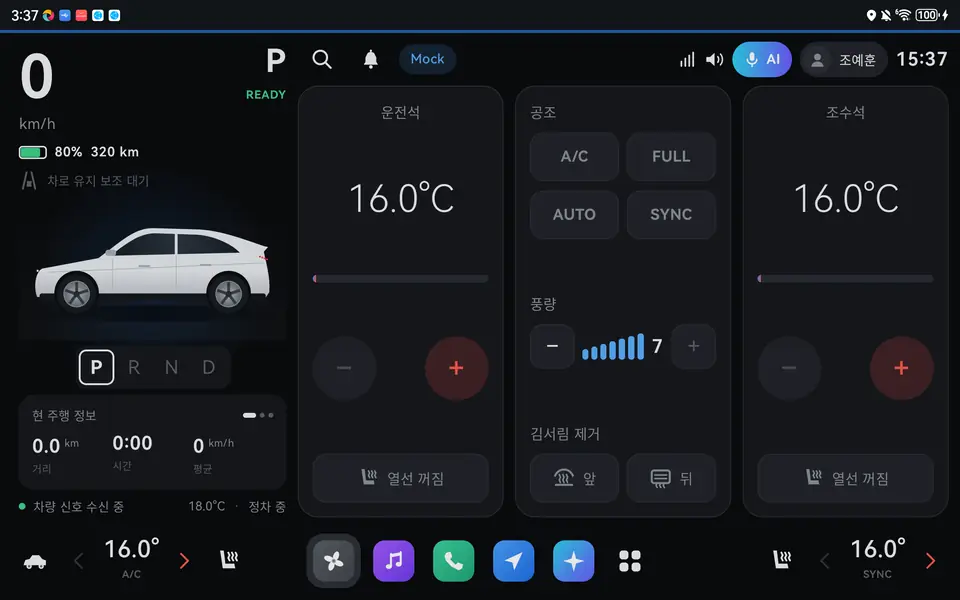 3:37
100
0
P
READY
km/h
80% 320 km
차로 유지 보조 대기
P R N D
현 주행 정보
0.0 km
거리
0:00
시간
0 km/h
평균
차량 신호 수신 중
18.0°C · 정차 중
Mock
AI
조예훈
15:37
운전석
16.0°C
− +
열선 꺼짐
공조
A/C
FULL
AUTO
SYNC
풍량
− 7 +
김서림 제거
앞
뒤
조수석
16.0°C
− +
열선 꺼짐
16.0°
A/C
16.0°
SYNC